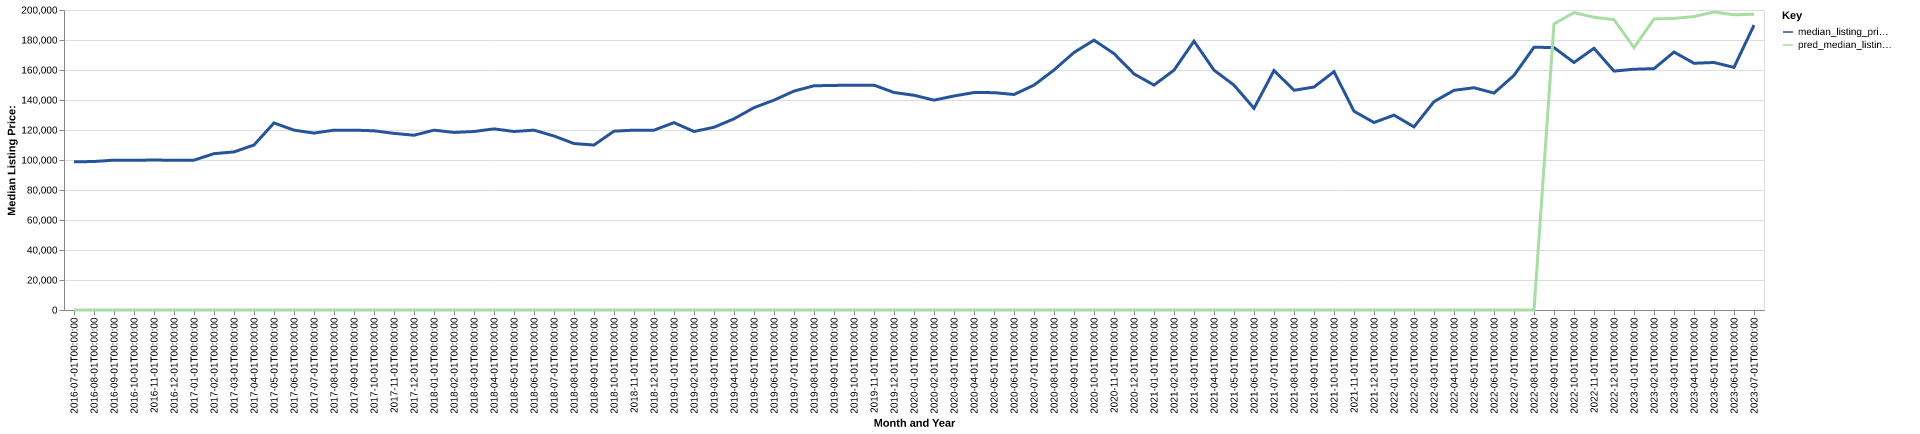 200,000
180,000
160,000
140,000
120,000
100,000
80,000
60,000
40,000
20,000
0
Median Listing Price:
2016-07-01T00:00:00
2016-08-01T00:00:00
2016-09-01T00:00:00
2016-10-01T00:00:00
2016-11-01T00:00:00
2016-12-01T00:00:00
2017-01-01T00:00:00
2017-02-01T00:00:00
2017-03-01T00:00:00
2017-04-01T00:00:00
2017-05-01T00:00:00
2017-06-01T00:00:00
2017-07-01T00:00:00
2017-08-01T00:00:00
2017-09-01T00:00:00
2017-10-01T00:00:00
2017-11-01T00:00:00
2017-12-01T00:00:00
2018-01-01T00:00:00
2018-02-01T00:00:00
2018-03-01T00:00:00
2018-04-01T00:00:00
2018-05-01T00:00:00
2018-06-01T00:00:00
2018-07-01T00:00:00
2018-08-01T00:00:00
2018-09-01T00:00:00
2018-10-01T00:00:00
2018-11-01T00:00:00
2018-12-01T00:00:00
2019-01-01T00:00:00
2019-02-01T00:00:00
2019-03-01T00:00:00
2019-04-01T00:00:00
2019-05-01T00:00:00
2019-06-01T00:00:00
2019-07-01T00:00:00
2019-08-01T00:00:00
2019-09-01T00:00:00
2019-10-01T00:00:00
2019-11-01T00:00:00
2019-12-01T00:00:00
2020-01-01T00:00:00
2020-02-01T00:00:00
2020-03-01T00:00:00
2020-04-01T00:00:00
2020-05-01T00:00:00
2020-06-01T00:00:00
2020-07-01T00:00:00
2020-08-01T00:00:00
2020-09-01T00:00:00
2020-10-01T00:00:00
2020-11-01T00:00:00
2020-12-01T00:00:00
2021-01-01T00:00:00
2021-02-01T00:00:00
2021-03-01T00:00:00
2021-04-01T00:00:00
2021-05-01T00:00:00
2021-06-01T00:00:00
2021-07-01T00:00:00
2021-08-01T00:00:00
2021-09-01T00:00:00
2021-10-01T00:00:00
2021-11-01T00:00:00
2021-12-01T00:00:00
2022-01-01T00:00:00
2022-02-01T00:00:00
2022-03-01T00:00:00
2022-04-01T00:00:00
2022-05-01T00:00:00
2022-06-01T00:00:00
2022-07-01T00:00:00
2022-08-01T00:00:00
2022-09-01T00:00:00
2022-10-01T00:00:00
2022-11-01T00:00:00
2022-12-01T00:00:00
2023-01-01T00:00:00
2023-02-01T00:00:00
2023-03-01T00:00:00
2023-04-01T00:00:00
2023-05-01T00:00:00
2023-06-01T00:00:00
2023-07-01T00:00:00
Month and Year
Key
median_listing_pri…
pred_median_listin…